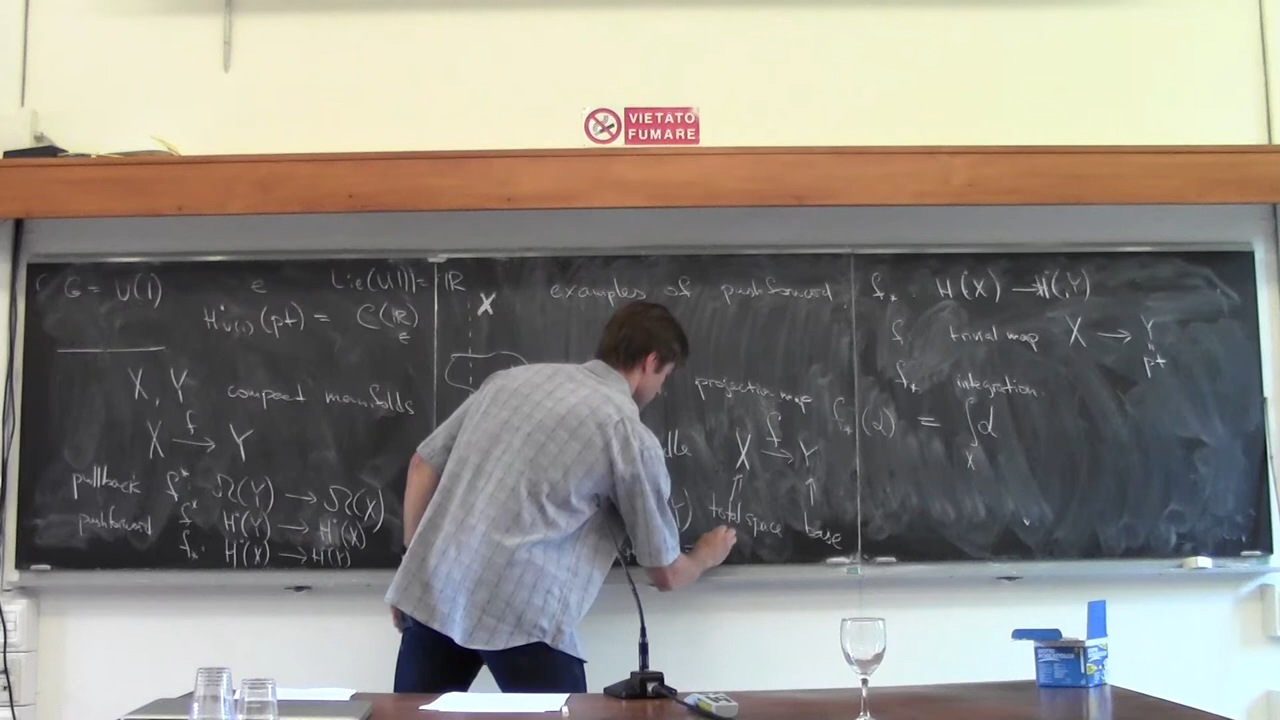 VIETATO
FUMARE
G = U(1) e Lie(U(1)) = ℝ
H•U(1)(pt) = C(ℝ)
e
X, Y compact manifolds
X f→ Y
pullback f* Ω(Y) → Ω(X)
f* H•(Y) → H•(X)
pushforward f*. H•(X) → H•(Y)
X examples of pushforward
projection map
X f→ Y
total space base
f*. H•(X) → H•(Y)
f. trivial map X → Y
pt
f* integration
f*(α) = ∫X α